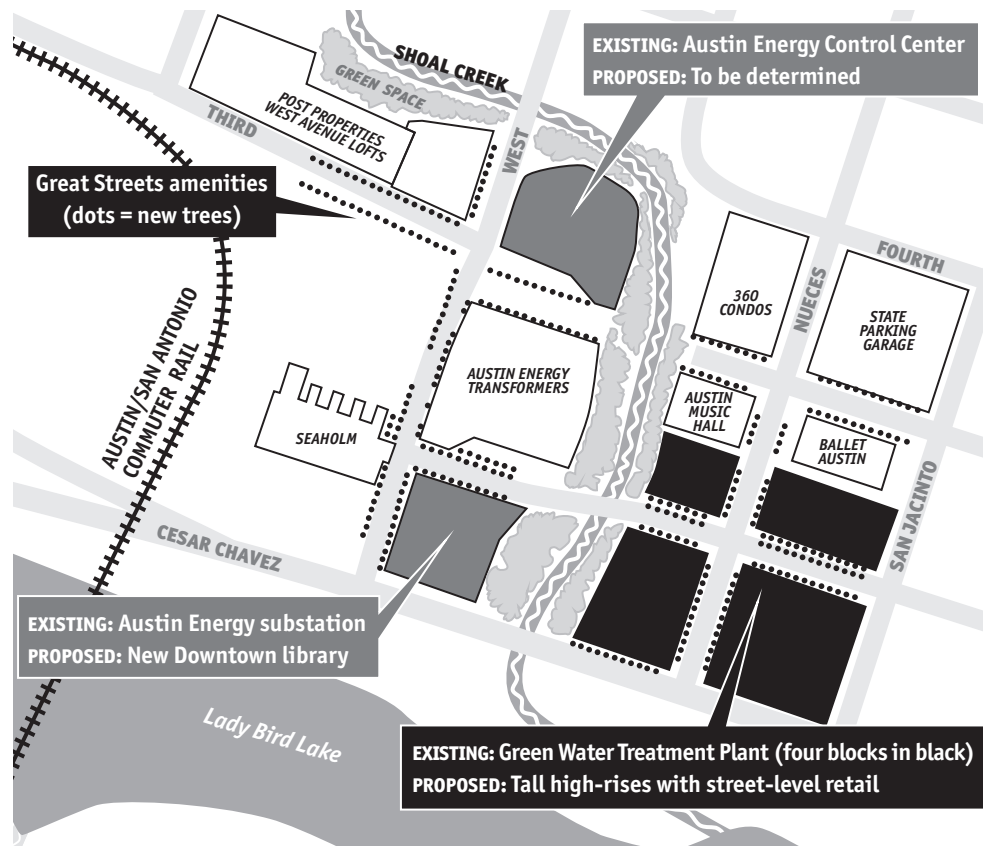 EXISTING: Austin Energy Control Center
PROPOSED: To be determined
SHOAL CREEK
GREEN SPACE
POST PROPERTIES
WEST AVENUE LOFTS
THIRD
WEST
Great Streets amenities
(dots = new trees)
FOURTH
NUECES
360
CONDOS
STATE
PARKING
GARAGE
AUSTIN/SAN ANTONIO
COMMUTER RAIL
AUSTIN ENERGY
TRANSFORMERS
SEAHOLM
AUSTIN
MUSIC
HALL
BALLET
AUSTIN
SAN JACINTO
CESAR CHAVEZ
EXISTING: Austin Energy substation
PROPOSED: New Downtown library
Lady Bird Lake
EXISTING: Green Water Treatment Plant (four blocks in black)
PROPOSED: Tall high-rises with street-level retail